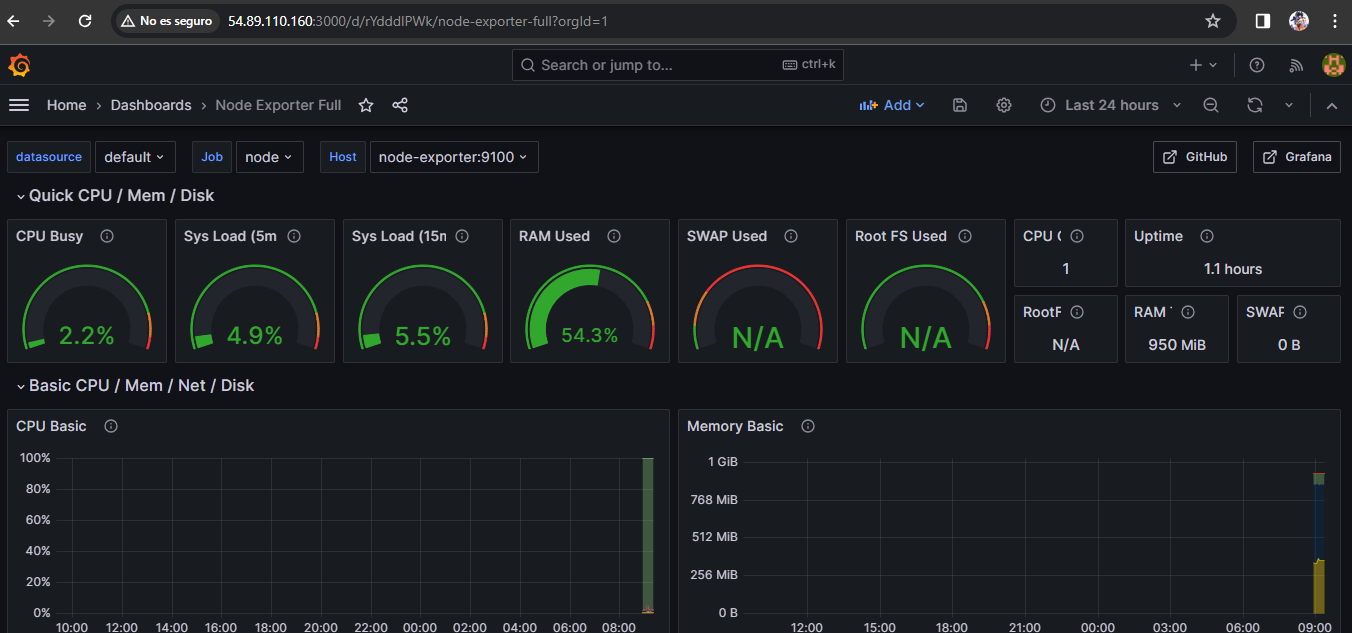 No es seguro 54.89.110.160:3000/d/rYdddlPWk/node-exporter-full?orgId=1
Search or jump to... ctrl+k
Home › Dashboards › Node Exporter Full Add Last 24 hours
datasource default Job node Host node-exporter:9100 GitHub Grafana
Quick CPU / Mem / Disk
CPU Busy Sys Load (5m Sys Load (15m RAM Used SWAP Used Root FS Used CPU C Uptime
1 1.1 hours
RootF RAM T SWAP
2.2% 4.9% 5.5% 54.3% N/A N/A N/A 950 MiB 0 B
Basic CPU / Mem / Net / Disk
CPU Basic Memory Basic
100%
80%
60%
40%
20%
0%
10:00 12:00 14:00 16:00 18:00 20:00 22:00 00:00 02:00 04:00 06:00 08:00
1 GiB
768 MiB
512 MiB
256 MiB
0 B
12:00 15:00 18:00 21:00 00:00 03:00 06:00 09:00